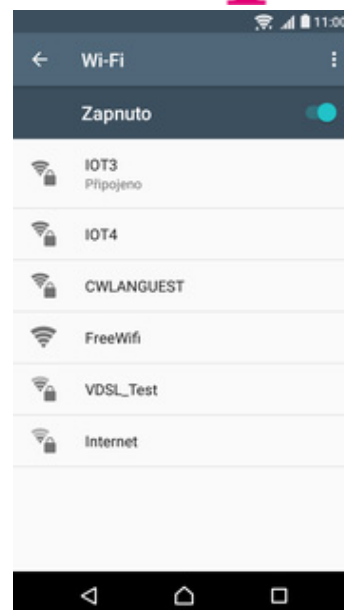 11:00
Wi-Fi
Zapnuto
IOT3
Připojeno
IOT4
CWLANGUEST
FreeWifi
VDSL_Test
Internet